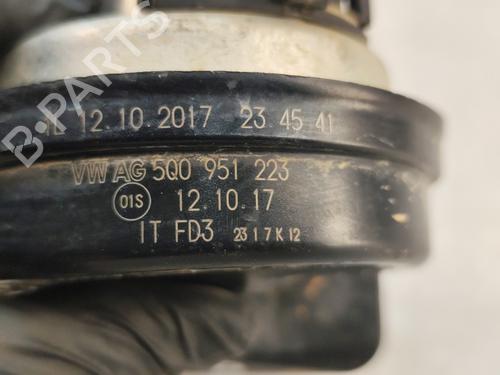 12.10 2017 23 45 41
VW AG 5Q0 951 223
01S 12.10.17
IT FD3 2317K12
B PARTS